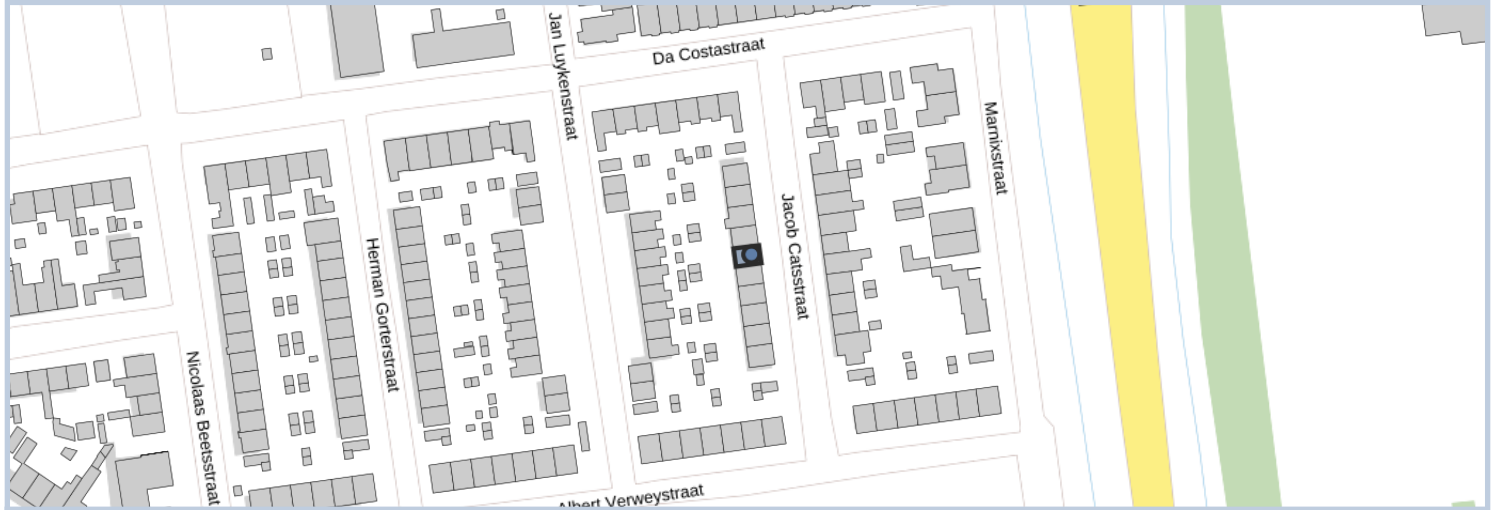 Da Costastraat
Jan Luykenstraat
Marnixstraat
Jacob Catsstraat
Herman Gorterstraat
Nicolaas Beetsstraat
Albert Verweystraat